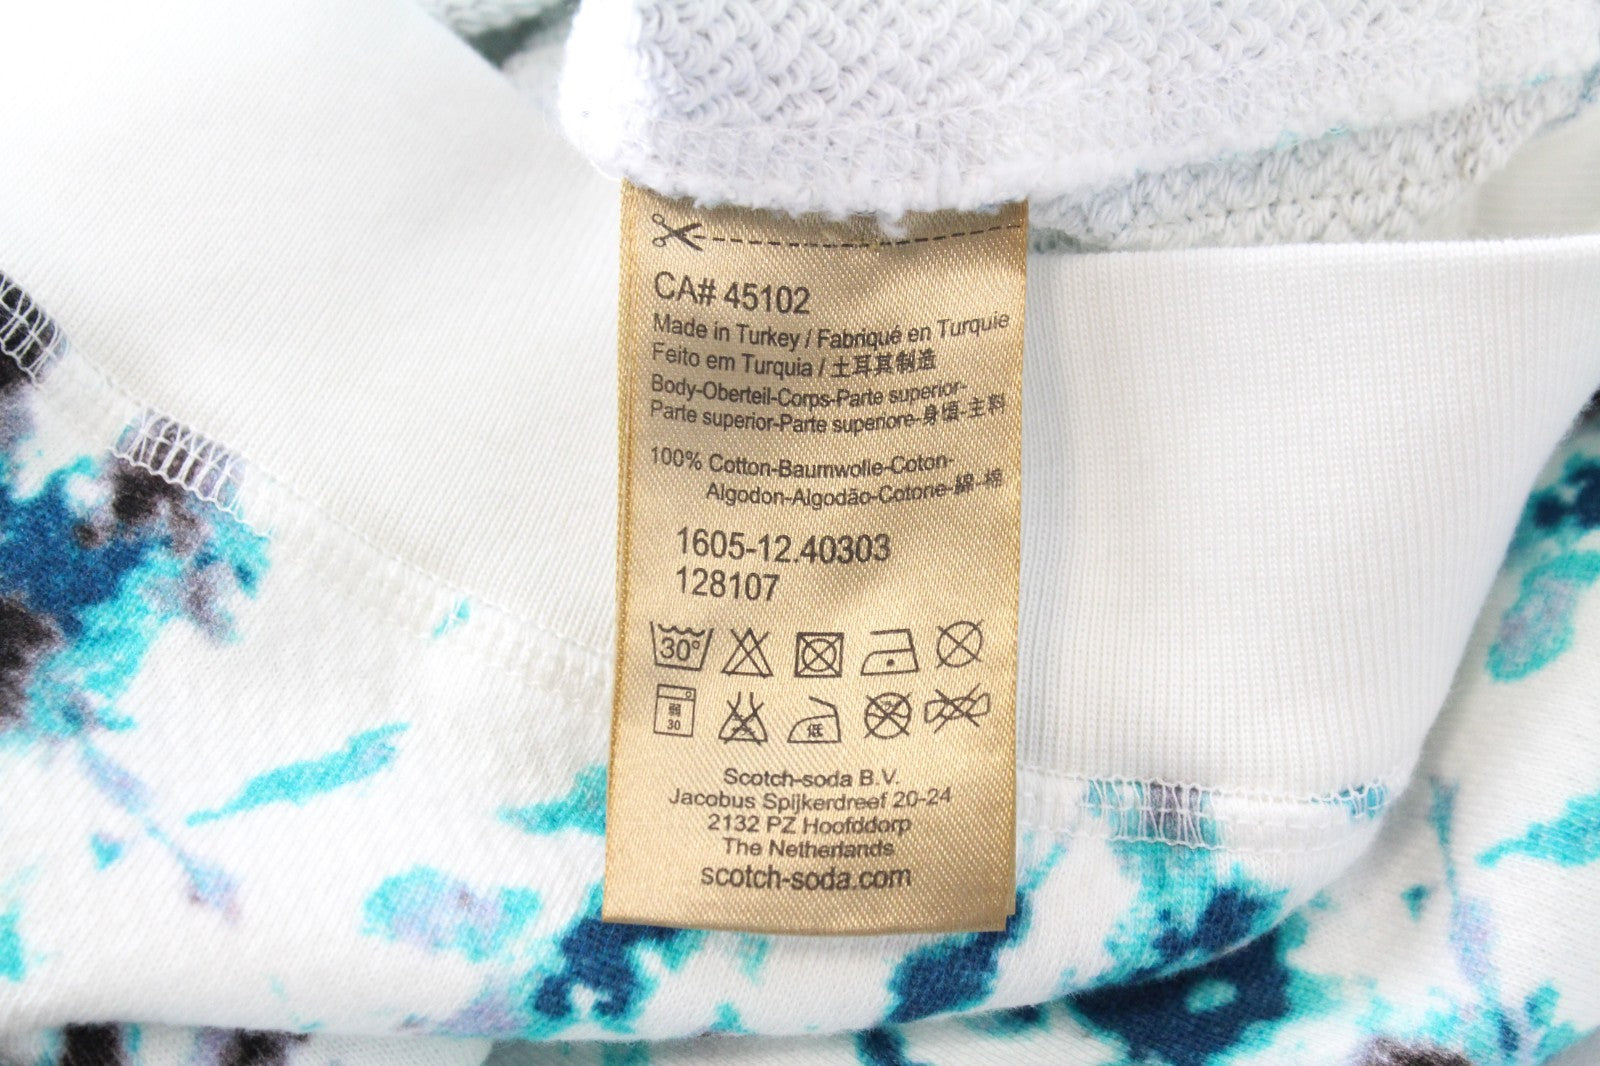 CA# 45102
Made in Turkey / Fabriqué en Turquie
Feito em Turquia / 土耳其制造
Body-Oberteil-Corps-Parte superior-
Parte superior-Parte superiore-身頃-主料
100% Cotton-Baumwolle-Coton-
Algodon-Algodão-Cotone-綿-棉
1605-12.40303
128107
30°
弱
30
低
Scotch-soda B.V.
Jacobus Spijkerdreef 20-24
2132 PZ Hoofddorp
The Netherlands
scotch-soda.com